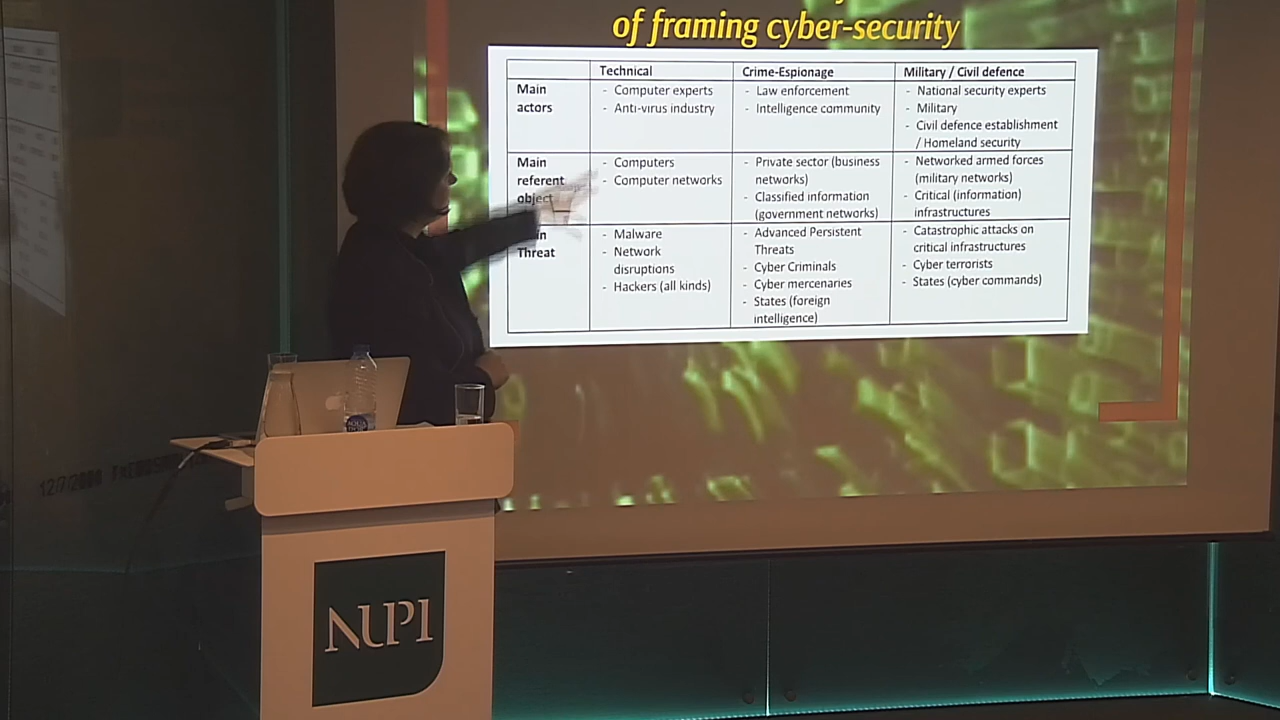 of framing cyber-security
Technical
Crime-Espionage
Military / Civil defence
Main
actors
- Computer experts
- Anti-virus industry
- Law enforcement
- Intelligence community
- National security experts
- Military
- Civil defence establishment
/ Homeland security
Main
referent
object
- Computers
- Computer networks
- Private sector (business
networks)
- Classified information
(government networks)
- Networked armed forces
(military networks)
- Critical (information)
infrastructures
Threat
- Malware
- Network
disruptions
- Hackers (all kinds)
- Advanced Persistent
Threats
- Cyber Criminals
- Cyber mercenaries
- States (foreign
intelligence)
- Catastrophic attacks on
critical infrastructures
- Cyber terrorists
- States (cyber commands)
NUPI